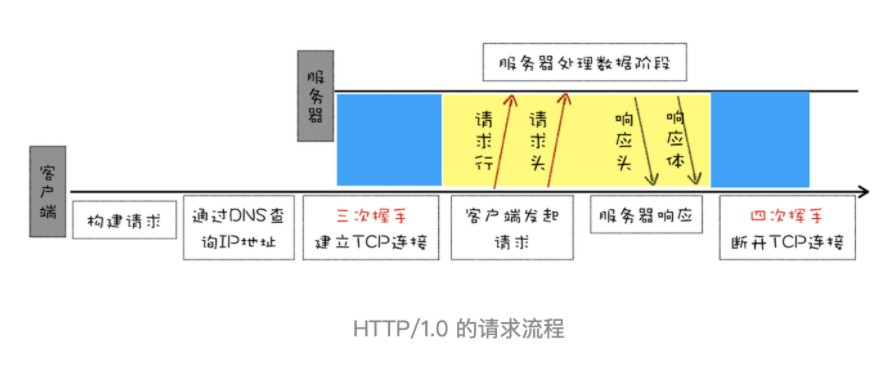 服务器处理数据阶段
服务器
请求行
请求头
响应头
响应体
客户端
构建请求
通过DNS查
询IP地址
三次握手
建立TCP连接
客户端发起
请求
服务器响应
四次挥手
断开TCP连接
HTTP/1.0 的请求流程